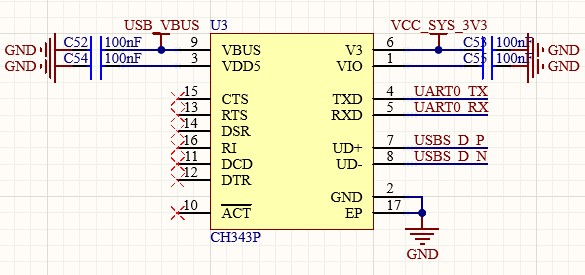 USB_VBUS U3 VCC_SYS_3V3
GND C52 100nF 9 VBUS V3 6 C53 100nF GND
GND C54 100nF 3 VDD5 VIO 1 C55 100nF GND
15 CTS TXD 4 UART0_TX
13 RTS RXD 5 UART0_RX
14 DSR
16 RI UD+ 7 USBS_D_P
11 DCD UD- 8 USBS_D_N
12 DTR
GND 2
10 ACT EP 17
CH343P
GND